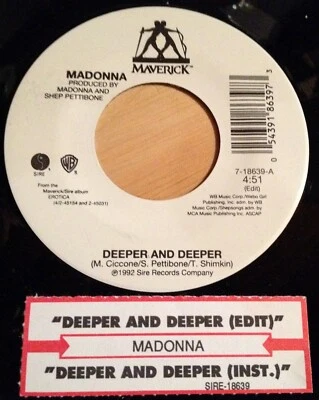 MAVERICK
MADONNA
PRODUCED BY
MADONNA AND
SHEP PETTIBONE
0 54391 86397 3
SIRE
WB
7-18639-A
4:51
(Edit)
From the
Maverick/Sire album
EROTICA
(4/2-45154 and 2-45031)
WB Music Corp./Webo Girl
Publishing, Inc. adm. by WB
Music Corp./Shepsongs adm. by
MCA Music Publishing Inc. ASCAP
DEEPER AND DEEPER
(M. Ciccone/S. Pettibone/T. Shimkin)
℗1992 Sire Records Company
"DEEPER AND DEEPER (EDIT)"
MADONNA
"DEEPER AND DEEPER (INST.)"
SIRE-18639